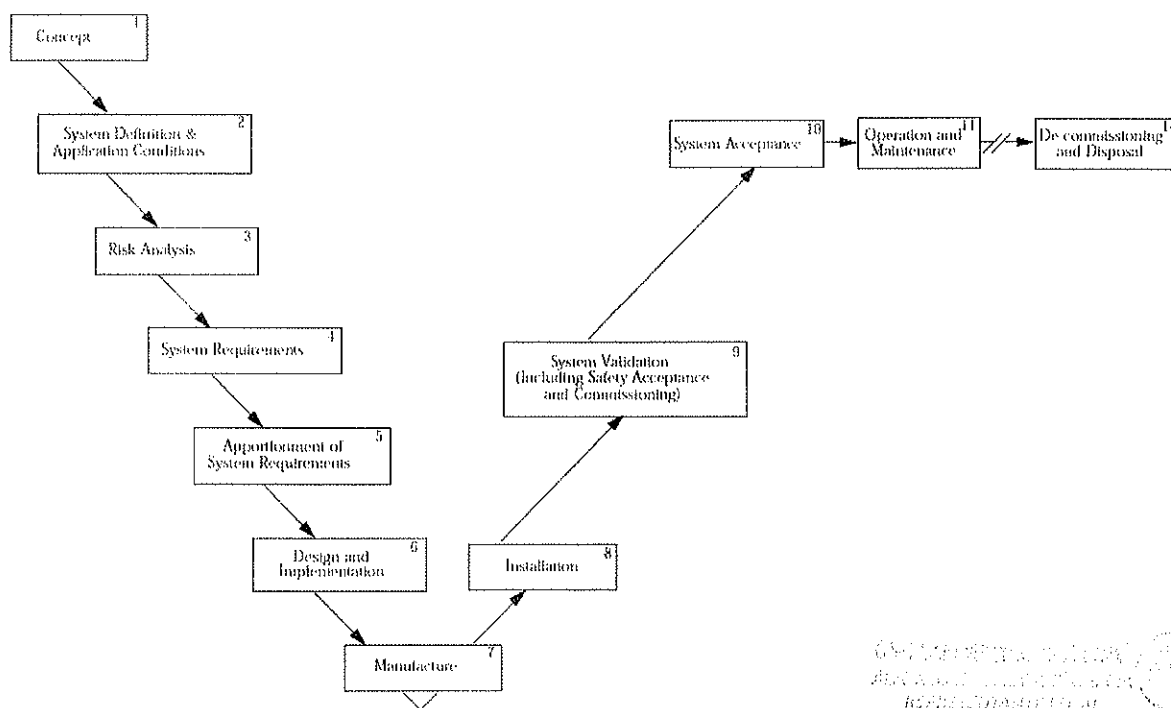 1
Concept
2
System Definition &
Application Conditions
3
Risk Analysis
4
System Requirements
5
Apportionment of
System Requirements
6
Design and
Implementation
7
Manufacture
8
Installation
9
System Validation
(Including Safety Acceptance
and Commissioning)
10
System Acceptance
11
Operation and
Maintenance
De-commissioning
and Disposal